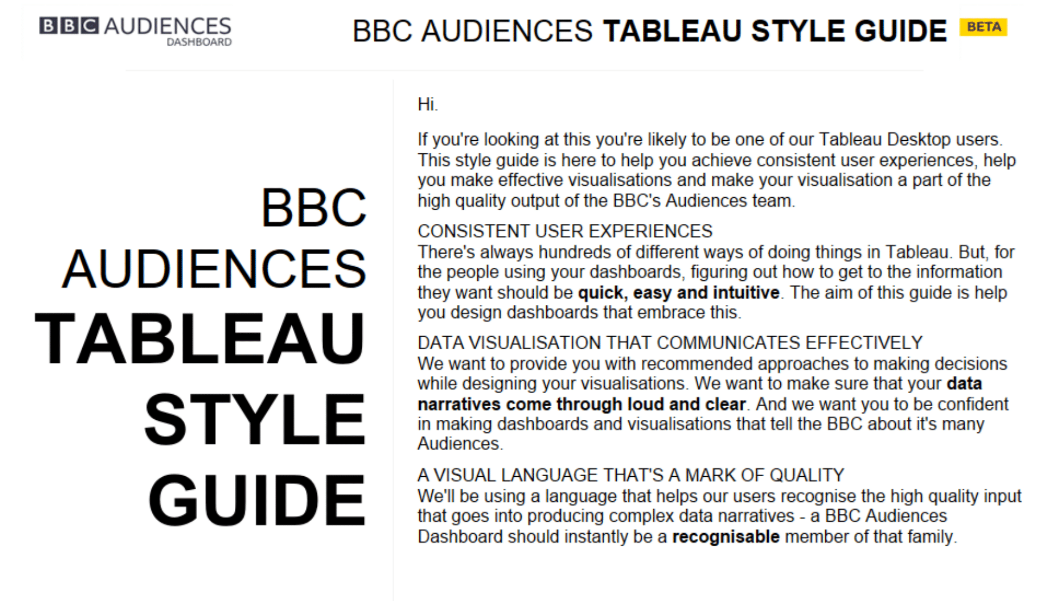 BBC AUDIENCES
DASHBOARD
BBC AUDIENCES TABLEAU STYLE GUIDE BETA
BBC
AUDIENCES
TABLEAU
STYLE
GUIDE
Hi.
If you're looking at this you're likely to be one of our Tableau Desktop users.
This style guide is here to help you achieve consistent user experiences, help
you make effective visualisations and make your visualisation a part of the
high quality output of the BBC's Audiences team.
CONSISTENT USER EXPERIENCES
There's always hundreds of different ways of doing things in Tableau. But, for
the people using your dashboards, figuring out how to get to the information
they want should be quick, easy and intuitive. The aim of this guide is help
you design dashboards that embrace this.
DATA VISUALISATION THAT COMMUNICATES EFFECTIVELY
We want to provide you with recommended approaches to making decisions
while designing your visualisations. We want to make sure that your data
narratives come through loud and clear. And we want you to be confident
in making dashboards and visualisations that tell the BBC about it's many
Audiences.
A VISUAL LANGUAGE THAT'S A MARK OF QUALITY
We'll be using a language that helps our users recognise the high quality input
that goes into producing complex data narratives - a BBC Audiences
Dashboard should instantly be a recognisable member of that family.